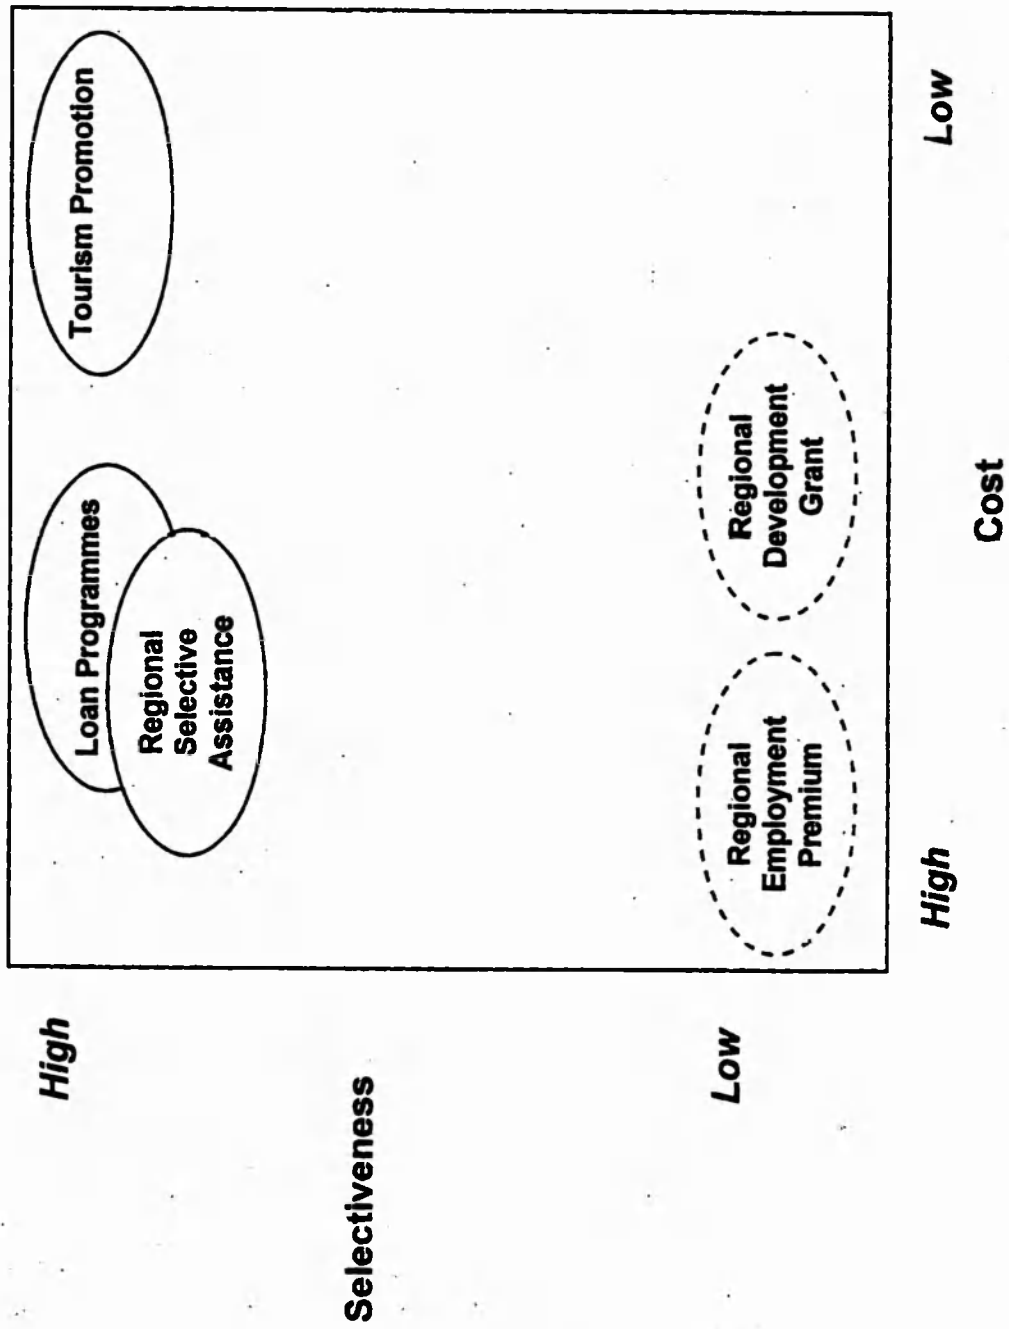 High
Loan Programmes
Tourism Promotion
Regional
Selective
Assistance
Selectiveness
Low
Regional
Employment
Premium
Regional
Development
Grant
High
Low
Cost